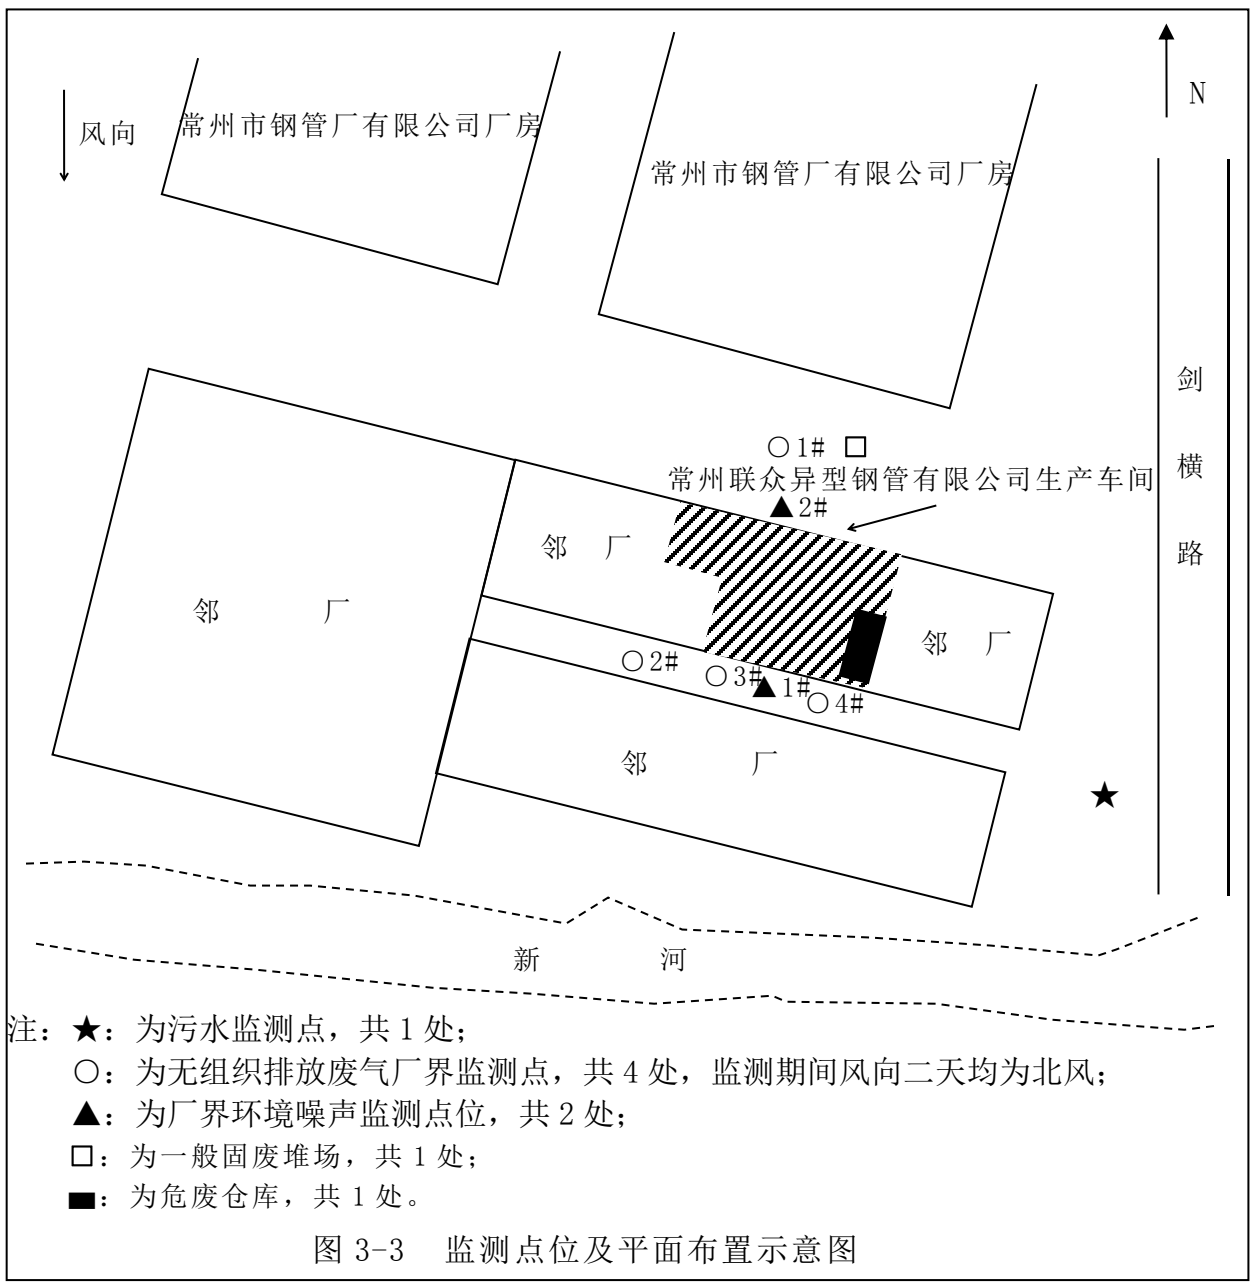 N
风向
常州市钢管厂有限公司厂房
常州市钢管厂有限公司厂房
剑横路
1#
常州联众异型钢管有限公司生产车间
2#
邻 厂
邻 厂
邻 厂
2#
3#
1#
4#
邻 厂
新 河
注：★：为污水监测点，共 1 处；
○：为无组织排放废气厂界监测点，共 4 处，监测期间风向二天均为北风；
▲：为厂界环境噪声监测点位，共 2 处；
□：为一般固废堆场，共 1 处；
■：为危废仓库，共 1 处。
图 3-3 监测点位及平面布置示意图